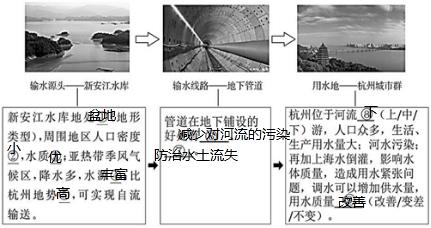 输水源头——新安江水库
输水线路——地下管道
用水地——杭州城市群
新安江水库地处盆地(地形
类型)，周围地区人口密度
小②，水质优；亚热带季风气
候区，降水多，水源丰富比
杭州地势高，可实现自流
输送。
管道在地下铺设的
好处减少对河流的污染
防治水土流失
杭州位于河流⑧下(上/中/
下)游，人口众多，生活、
生产用水量大；河水污染；
再加上海水倒灌，影响水
体质量，造成用水紧张问
题，调水可以增加供水量，
用水质量改善(改善/变差
/不变)。